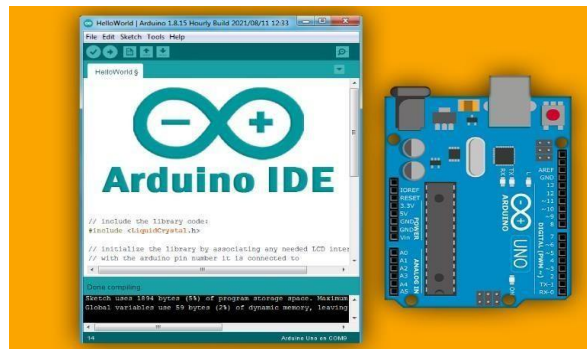 HelloWorld | Arduino 1.8.15 Hourly Build 2021/08/11 12:33
File Edit Sketch Tools Help
HelloWorld §
Arduino IDE
// include the library code:
#include <LiquidCrystal.h>
// initialize the library by associating any needed LCD inter
// with the arduino pin number it is connected to
Done compiling.
Sketch uses 1894 bytes (5%) of program storage space. Maximum
Global variables use 59 bytes (2%) of dynamic memory, leaving
14
Arduino Uno on COM9
IOREF
RESET
3.3V
5V
GND
GND
Vin
POWER
A0
A1
A2
A3
A4
A5
ANALOG IN
RX
TX
L
ARDUINO
UNO
ON
AREF
GND
13
12
~11
~10
~9
8
7
~6
~5
4
~3
2
TX-1
RX-0
DIGITAL (PWM ~)